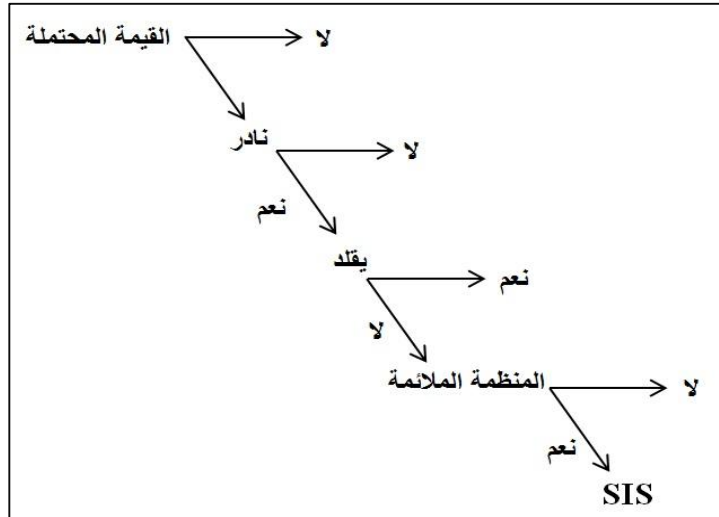 القيمة المحتملة
لا
نادر
لا
نعم
يقلد
نعم
لا
المنظمة الملائمة
لا
نعم
SIS